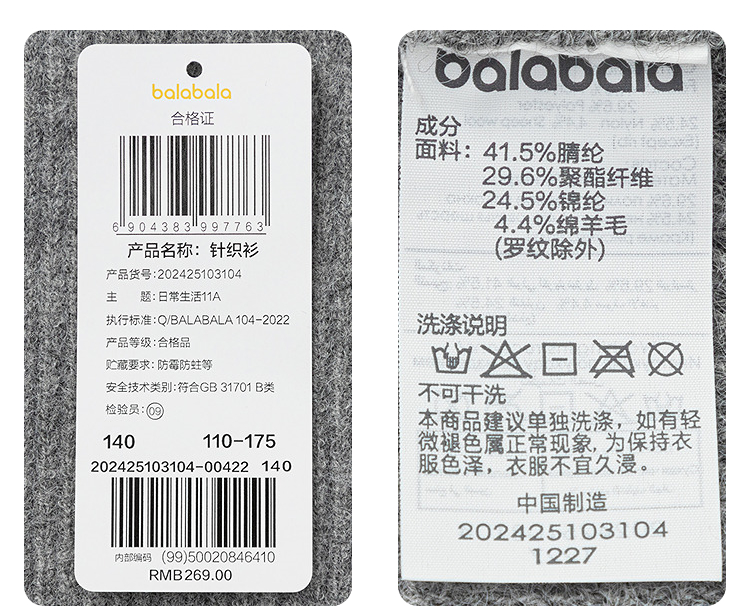 balabala
合格证
6904383997763
产品名称：针织衫
产品货号:202425103104
主 题:日常生活11A
执行标准:Q/BALABALA 104-2022
产品等级:合格品
贮藏要求:防霉防蛀等
安全技术类别:符合GB 31701 B类
检验员:09
140 110-175
202425103104-00422 140
内部编码 (99)50020846410
RMB269.00
balabala
成分
面料：41.5%腈纶
29.6%聚酯纤维
24.5%锦纶
4.4%绵羊毛
(罗纹除外)
洗涤说明
不可干洗
本商品建议单独洗涤，如有轻
微褪色属正常现象, 为保持衣
服色泽，衣服不宜久浸。
中国制造
202425103104
1227